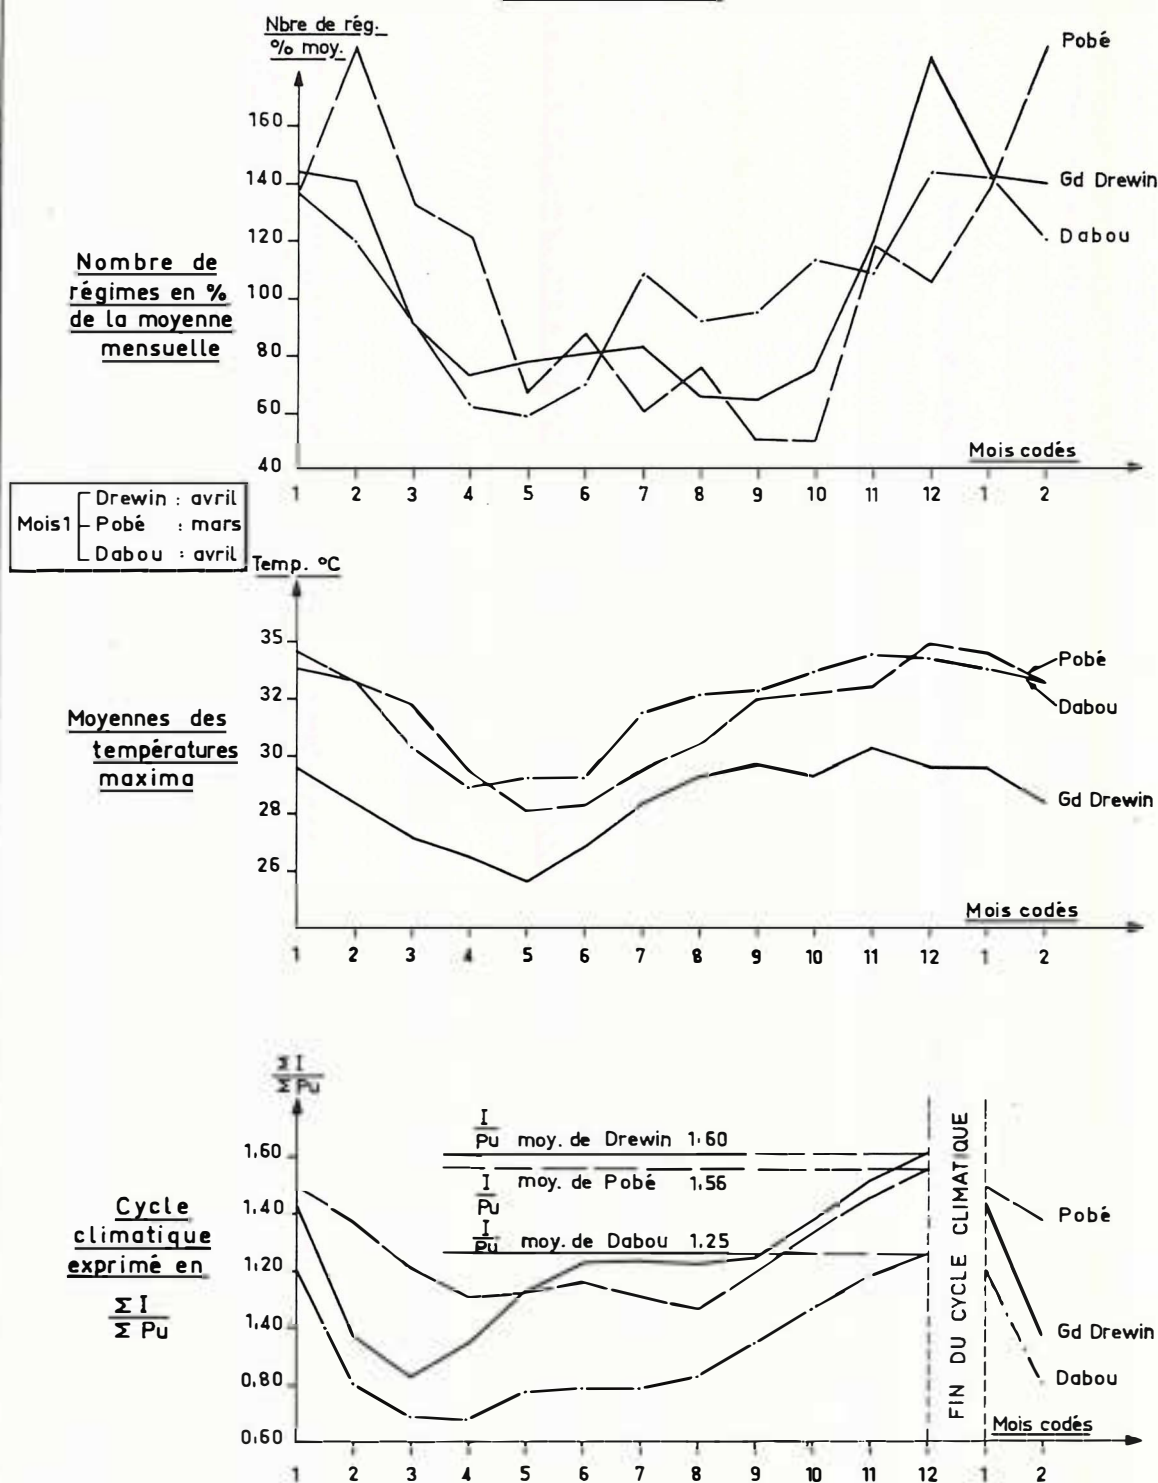 Nbre de rég.
% moy.
160
140
120
100
80
60
40
Pobé
Gd Drewin
Dabou
Nombre de
régimes en %
de la moyenne
mensuelle
Mois codés
1 2 3 4 5 6 7 8 9 10 11 12 1 2
Mois1
Drewin : avril
Pobé : mars
Dabou : avril
Temp. °C
35
32
30
28
26
Pobé
Dabou
Gd Drewin
Moyennes des
températures
maxima
Mois codés
1 2 3 4 5 6 7 8 9 10 11 12 1 2
Σ I
Σ Pu
1.60
1.40
1.20
1.40
0.80
0.60
I
Pu moy. de Drewin 1.60
I
Pu moy. de Pobé 1,56
I
Pu moy. de Dabou 1.25
FIN DU CYCLE CLIMATIQUE
Pobé
Gd Drewin
Dabou
Cycle
climatique
exprimé en
Σ I
Σ Pu
Mois codés
1 2 3 4 5 6 7 8 9 10 11 12 1 2